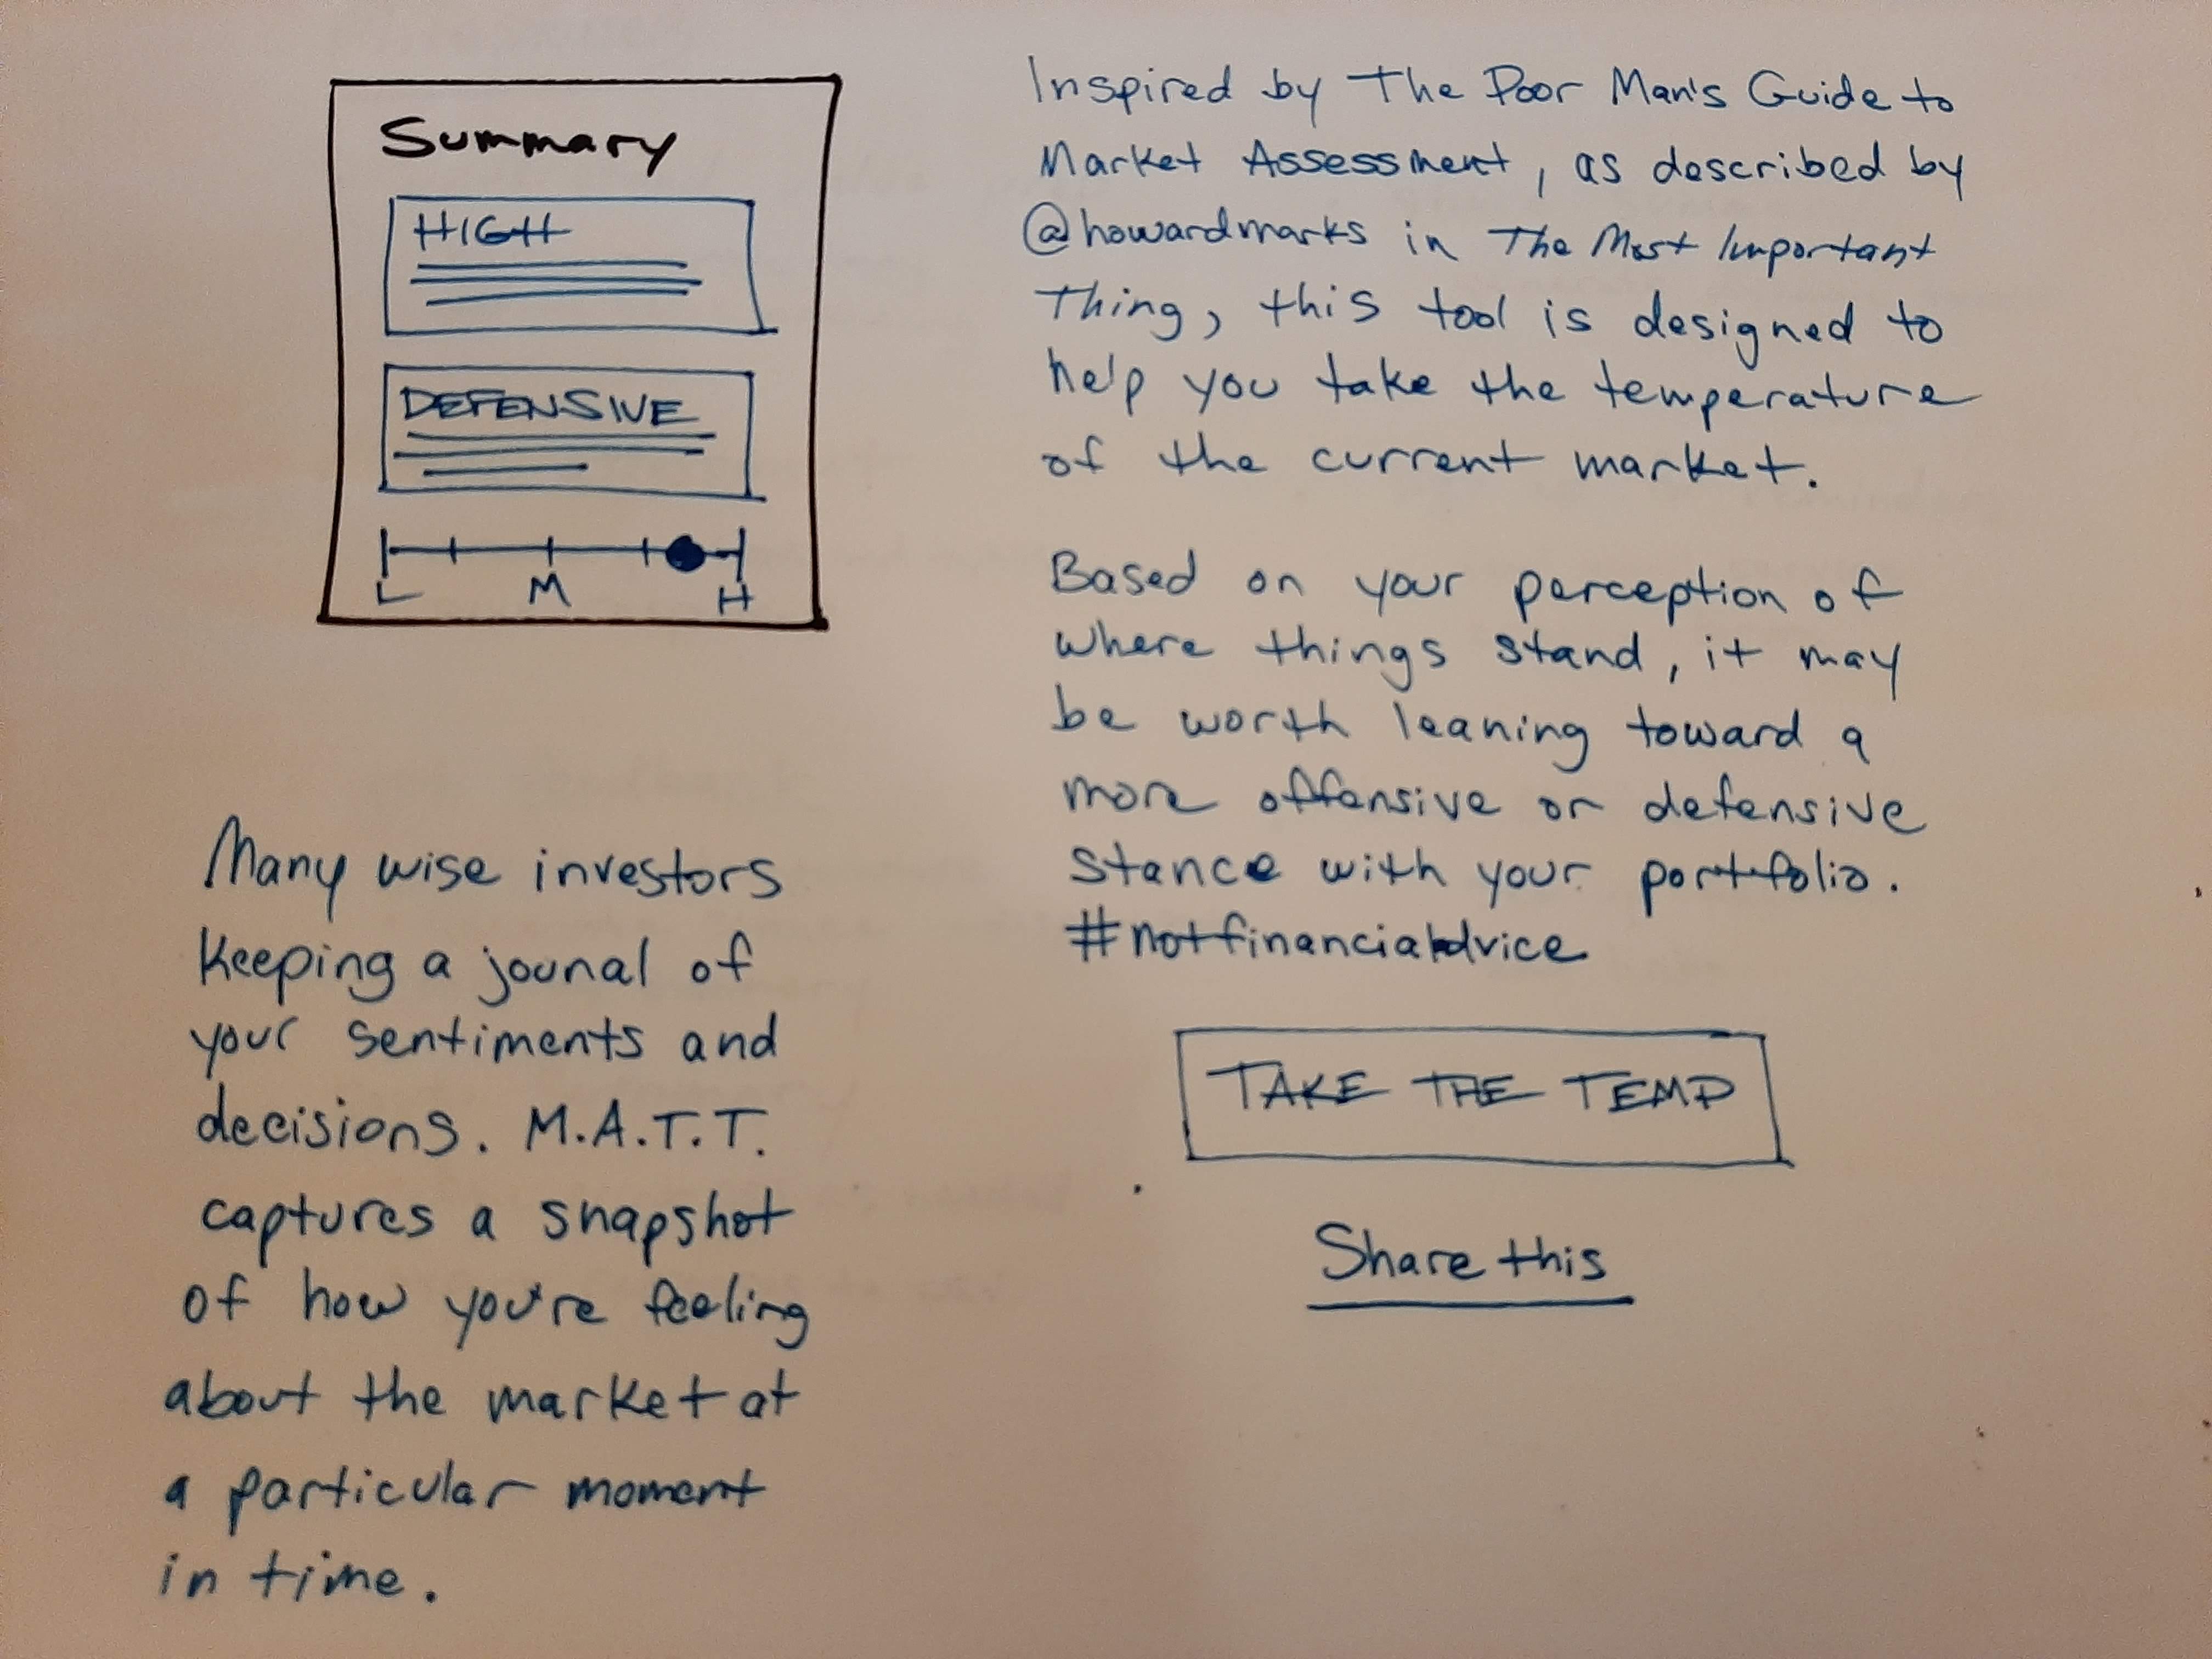 Summary
HIGH
DEFENSIVE
L M H
Many wise investors
Keeping a jounal of
your sentiments and
decisions. M.A.T.T.
captures a snapshot
of how you're feeling
about the market at
a particular moment
in time.
Inspired by The Poor Man's Guide to
Market Assessment, as described by
@howardmarks in The Most Important
Thing, this tool is designed to
help you take the temperature
of the current market.
Based on your perception of
where things stand, it may
be worth leaning toward a
more offensive or defensive
stance with your portfolio.
#notfinancialadvice
TAKE THE TEMP
Share this